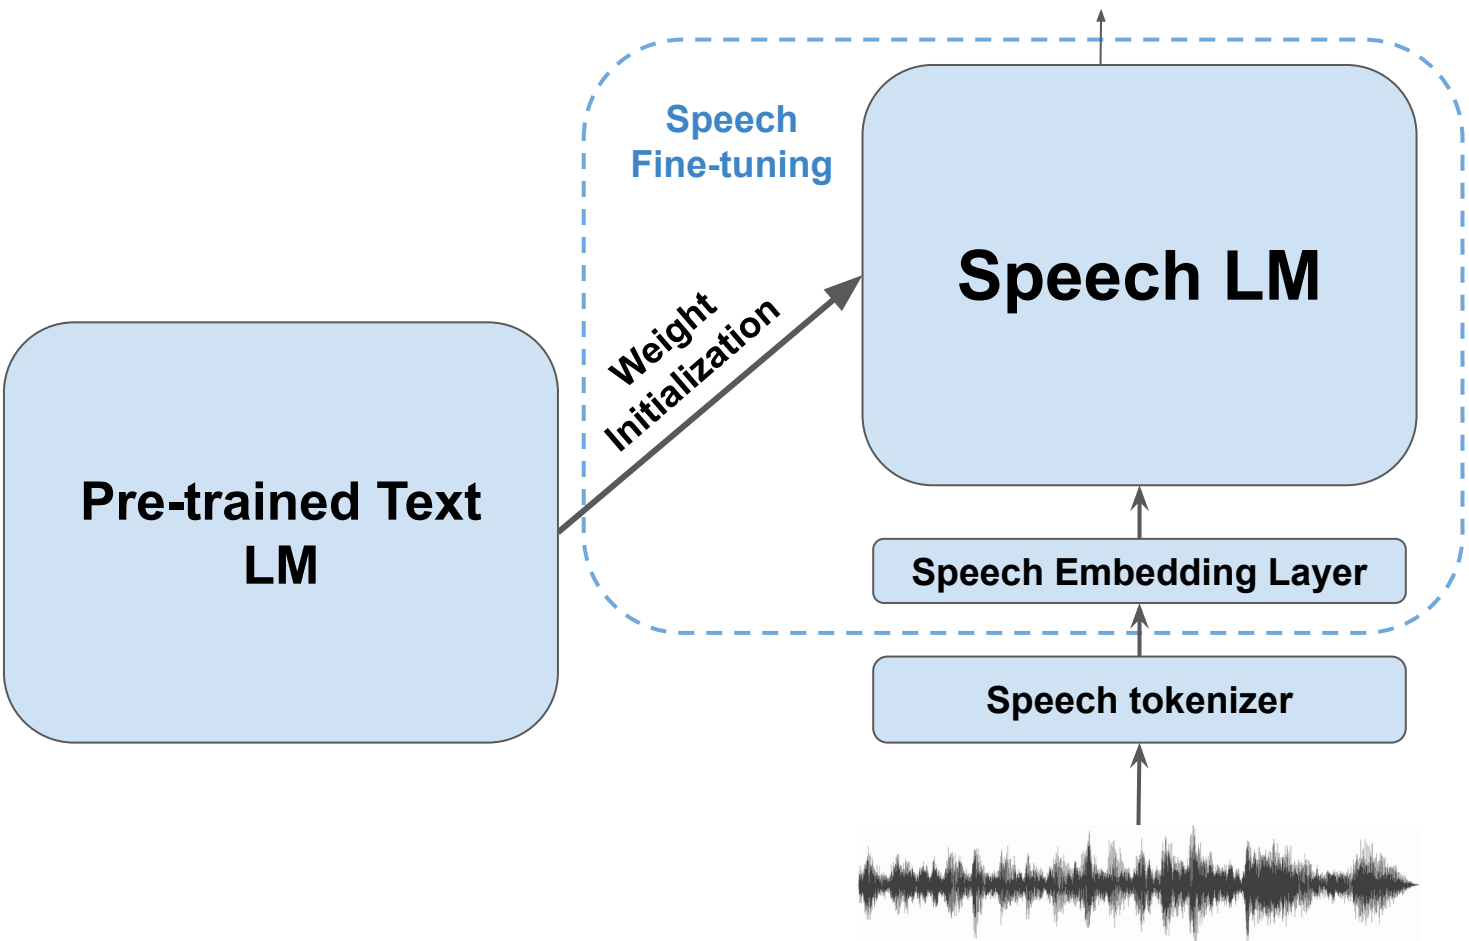 Speech
Fine-tuning
Speech LM
Weight
Initialization
Pre-trained Text
LM
Speech Embedding Layer
Speech tokenizer